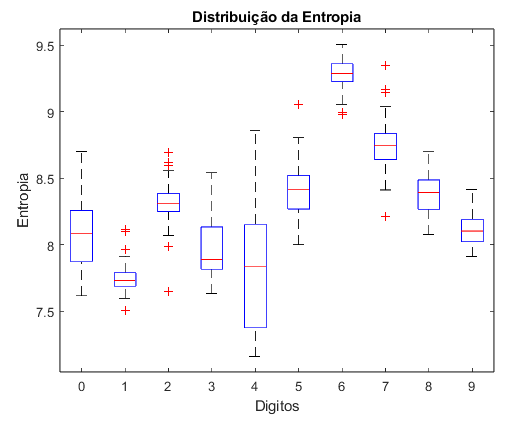 Distribuição da Entropia
Entropia
9.5
9
8.5
8
7.5
0 1 2 3 4 5 6 7 8 9
Digitos